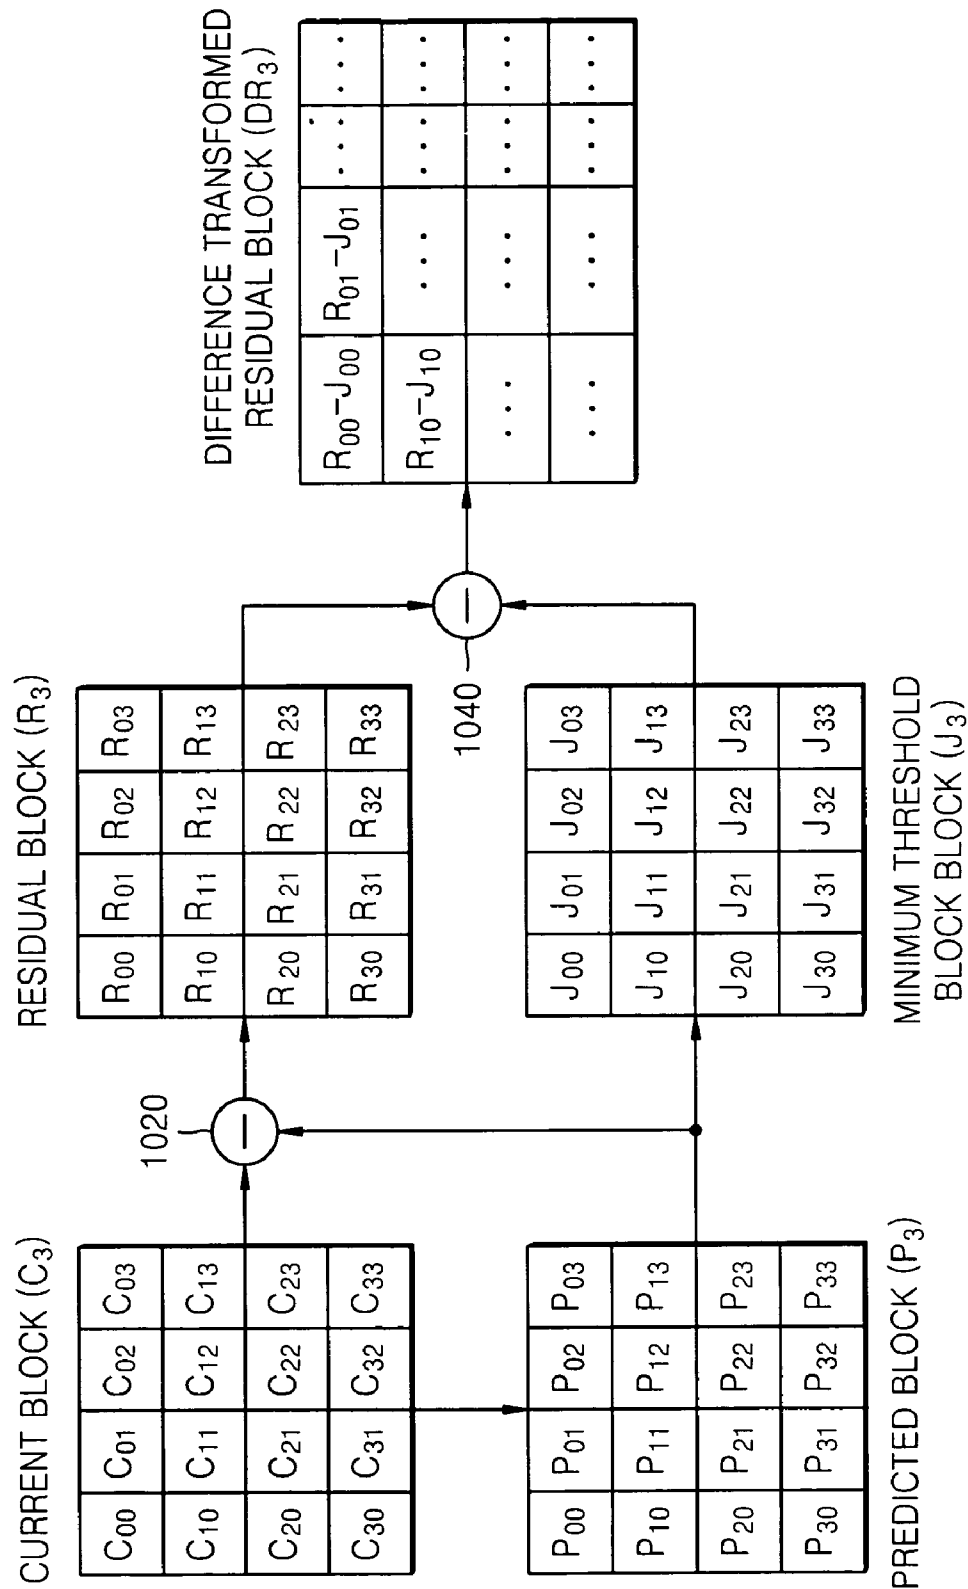 CURRENT BLOCK (C3)
C00 C01 C02 C03
C10 C11 C12 C13
C20 C21 C22 C23
C30 C31 C32 C33
1020
RESIDUAL BLOCK (R3)
R00 R01 R02 R03
R10 R11 R12 R13
R20 R21 R22 R23
R30 R31 R32 R33
PREDICTED BLOCK (P3)
P00 P01 P02 P03
P10 P11 P12 P13
P20 P21 P22 P23
P30 P31 P32 P33
J00 J01 J02 J03
J10 J11 J12 J13
J20 J21 J22 J23
J30 J31 J32 J33
MINIMUM THRESHOLD
BLOCK BLOCK (J3)
1040
DIFFERENCE TRANSFORMED
RESIDUAL BLOCK (DR3)
R00-J00 R01-J01 ... ...
R10-J10 ... ... ...
... ... ... ...
... ... ... ...